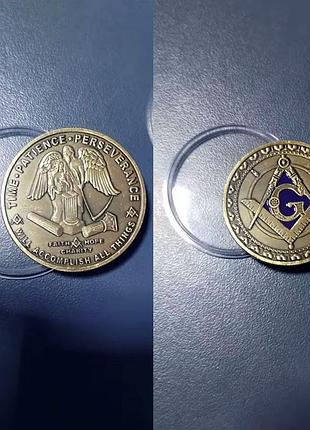 TIME · PATIENCE · PERSEVERANCE
FAITH HOPE
CHARITY
WILL ACCOMPLISH ALL THINGS
G